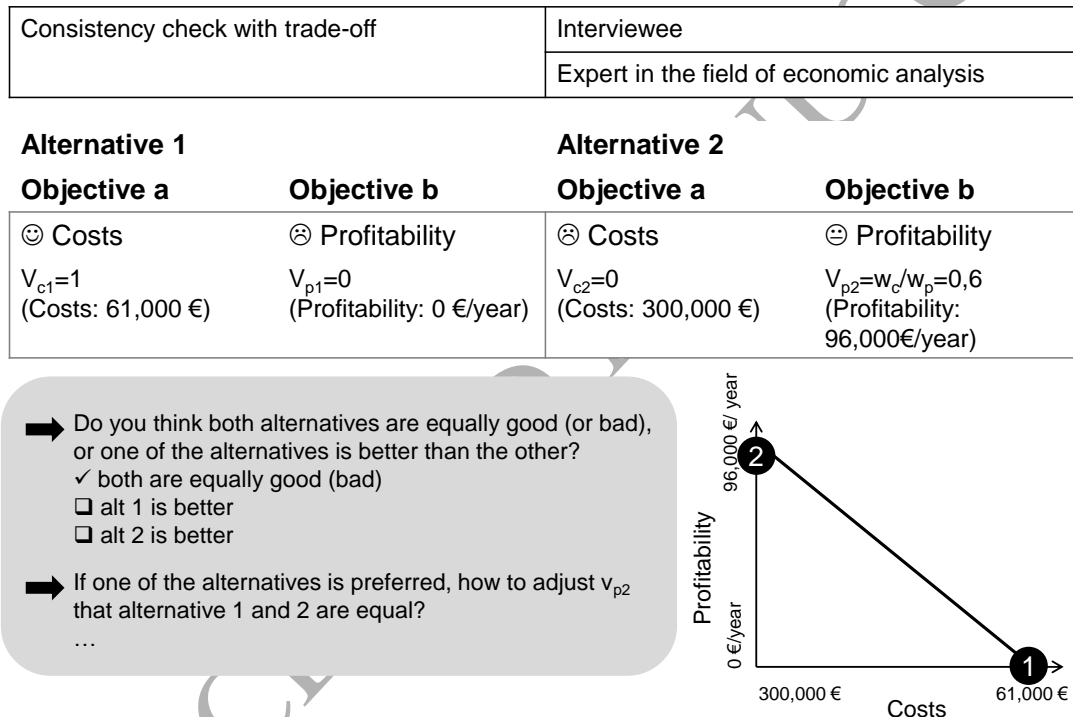 Consistency check with trade-off
Interviewee
Expert in the field of economic analysis
Alternative 1
Alternative 2
Objective a
Objective b
Objective a
Objective b
☺ Costs
☹ Profitability
☹ Costs
😐 Profitability
Vc1=1
(Costs: 61,000 €)
Vp1=0
(Profitability: 0 €/year)
Vc2=0
(Costs: 300,000 €)
Vp2=wc/wp=0,6
(Profitability:
96,000€/year)
Do you think both alternatives are equally good (or bad),
or one of the alternatives is better than the other?
✓ both are equally good (bad)
❑ alt 1 is better
❑ alt 2 is better
If one of the alternatives is preferred, how to adjust vp2
that alternative 1 and 2 are equal?
…
96,000 €/ year
2
Profitability
0 €/year
1
300,000 €
61,000 €
Costs